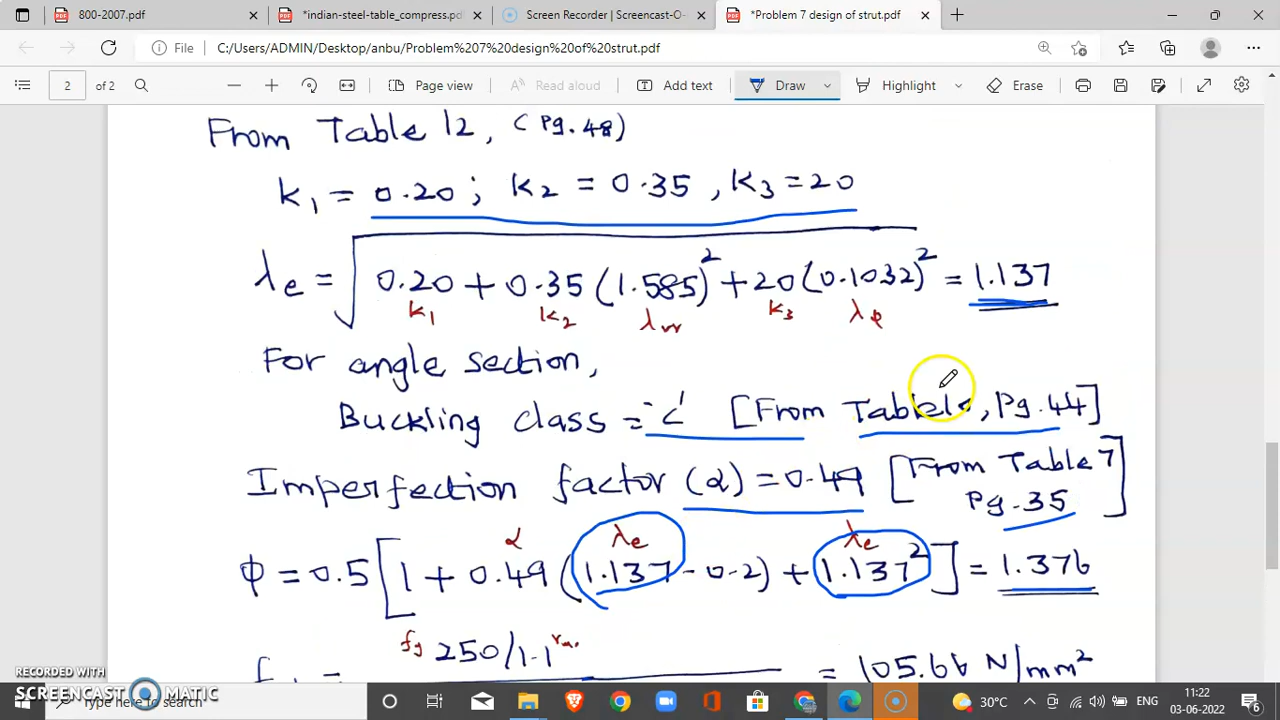 800-2007.pdf
*indian-steel-table_compress.pd
Screen Recorder | Screencast-O-
*Problem 7 design of strut.pdf
File C:/Users/ADMIN/Desktop/anbu/Problem%207%20design%20of%20strut.pdf
2 of 2
Page view
Read aloud
Add text
Draw
Highlight
Erase
From Table 12, (Pg.48)
K1 = 0.20; K2 = 0.35, K3 = 20
λe = √0.20 + 0.35 (1.585)² + 20 (0.1032)² = 1.137
K1 K2 λvv K3 λφ
For angle section,
Buckling class = 'c' [From Table, Pg.44]
Imperfection factor (α) = 0.49 [From Table 7
Pg.35]
α λe λe
φ = 0.5 [1 + 0.49 (1.137 - 0.2) + 1.137²] = 1.376
fy 250/1.1
= 105.66 N/mm²
RECORDED WITH
SCREENCAST MATIC
here to search
30°C
ENG
11:22
03-06-2022
6